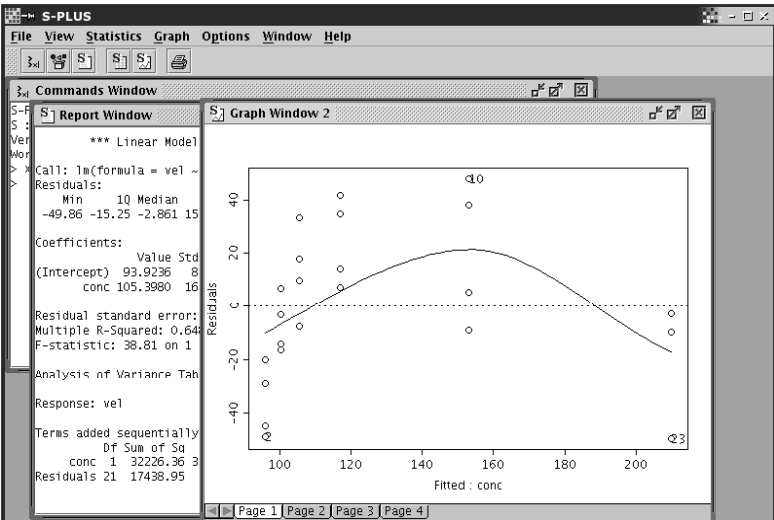 S-PLUS
File View Statistics Graph Options Window Help
Commands Window
S :
> 
>
Report Window
*** Linear Model
Call: lm(formula = vel ~
Residuals:
Min 1Q Median
-49.86 -15.25 -2.861 15
Coefficients:
Value Std
(Intercept) 93.9236 8
conc 105.3980 16
Residual standard error:
Multiple R-Squared: 0.648
F-statistic: 38.81 on 1
Analysis of Variance Tab
Response: vel
Terms added sequentially
Df Sum of Sq
conc 1 32226.36 3
Residuals 21 17438.95
Graph Window 2
Residuals
40
20
0
-20
-40
10
2
23
100 120 140 160 180 200
Fitted : conc
Page 1 Page 2 Page 3 Page 4